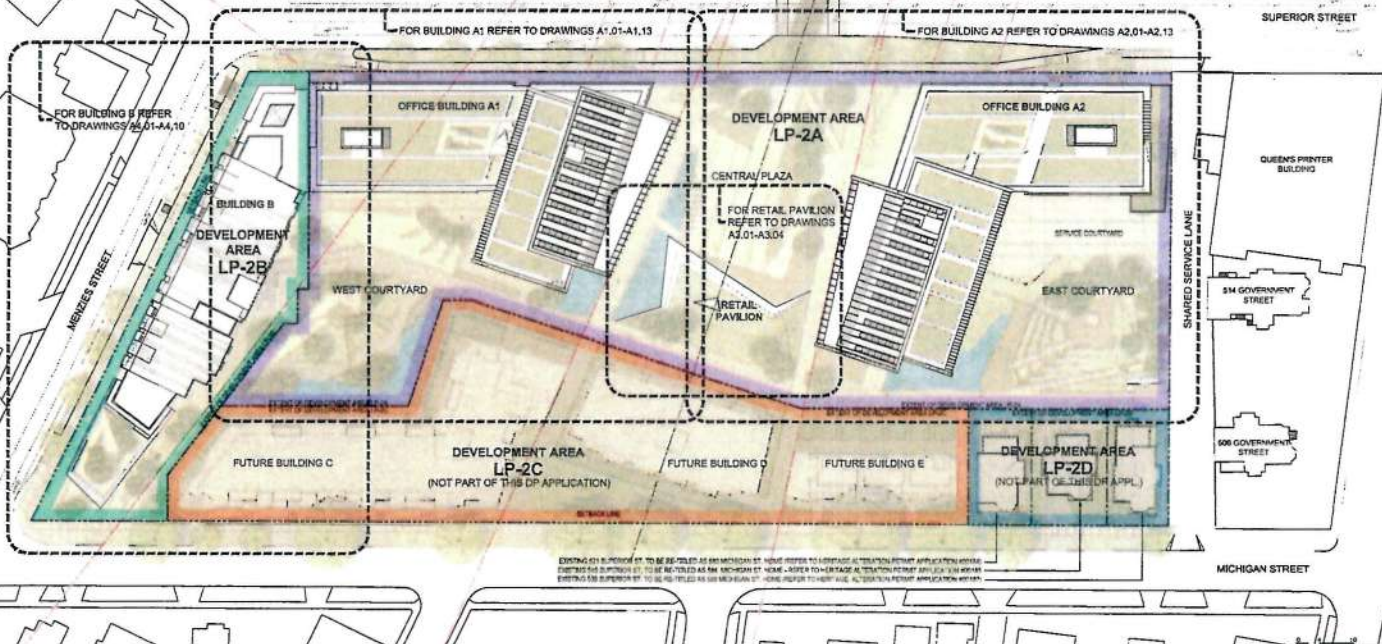 SUPERIOR STREET
FOR BUILDING A1 REFER TO DRAWINGS A1.01-A1.13
FOR BUILDING A2 REFER TO DRAWINGS A2.01-A2.13
FOR BUILDING B REFER
TO DRAWINGS A4.01-A4.10
OFFICE BUILDING A1
DEVELOPMENT AREA
LP-2A
OFFICE BUILDING A2
QUEEN'S PRINTER
BUILDING
CENTRAL PLAZA
BUILDING B
DEVELOPMENT
AREA
LP-2B
FOR RETAIL PAVILION
REFER TO DRAWINGS
A3.01-A3.04
SERVICE COURTYARD
MENZIES STREET
WEST COURTYARD
RETAIL
PAVILION
EAST COURTYARD
SHARED SERVICE LANE
514 GOVERNMENT
STREET
506 GOVERNMENT
STREET
FUTURE BUILDING C
DEVELOPMENT AREA
LP-2C
(NOT PART OF THIS DP APPLICATION)
FUTURE BUILDING D
FUTURE BUILDING E
DEVELOPMENT AREA
LP-2D
(NOT PART OF THIS DP APPL.)
SETBACK LINE
MICHIGAN STREET